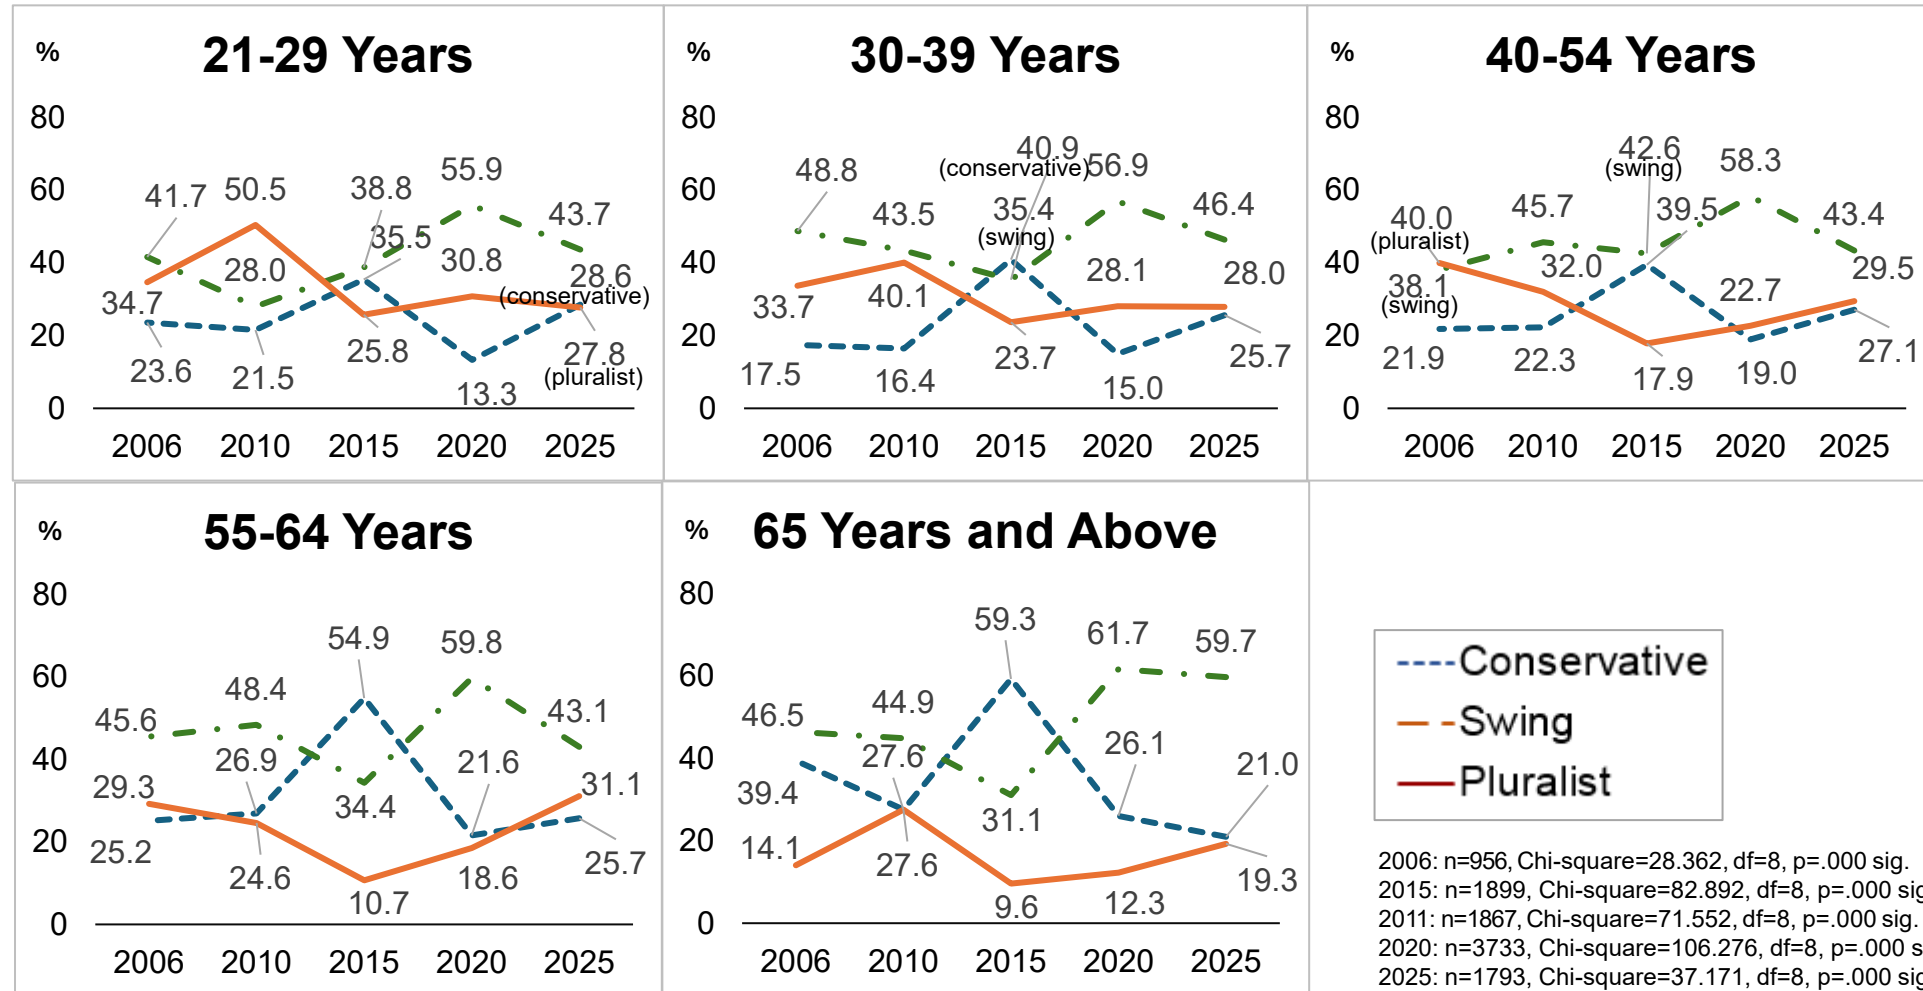 % 21-29 Years
80
60
40
20
0
41.7 50.5 38.8 55.9 43.7
34.7 28.0 35.5 30.8 28.6
(conservative)
23.6 21.5 25.8 13.3 27.8
(pluralist)
2006 2010 2015 2020 2025
% 30-39 Years
80
60
40
20
0
48.8 43.5 40.9 56.9 46.4
(conservative)
35.4
(swing)
33.7 40.1 23.7 28.1 28.0
17.5 16.4 15.0 25.7
2006 2010 2015 2020 2025
% 40-54 Years
80
60
40
20
0
42.6
(swing)
40.0 45.7 39.5 58.3 43.4
(pluralist)
38.1 32.0 22.7 29.5
(swing)
21.9 22.3 17.9 19.0 27.1
2006 2010 2015 2020 2025
% 55-64 Years
80
60
40
20
0
45.6 48.4 54.9 59.8 43.1
29.3 26.9 34.4 21.6 31.1
25.2 24.6 10.7 18.6 25.7
2006 2010 2015 2020 2025
% 65 Years and Above
80
60
40
20
0
46.5 44.9 59.3 61.7 59.7
39.4 27.6 31.1 26.1 21.0
14.1 27.6 9.6 12.3 19.3
2006 2010 2015 2020 2025
Conservative
Swing
Pluralist
2006: n=956, Chi-square=28.362, df=8, p=.000 sig.
2015: n=1899, Chi-square=82.892, df=8, p=.000 sig
2011: n=1867, Chi-square=71.552, df=8, p=.000 sig.
2020: n=3733, Chi-square=106.276, df=8, p=.000 s
2025: n=1793, Chi-square=37.171, df=8, p=.000 sig